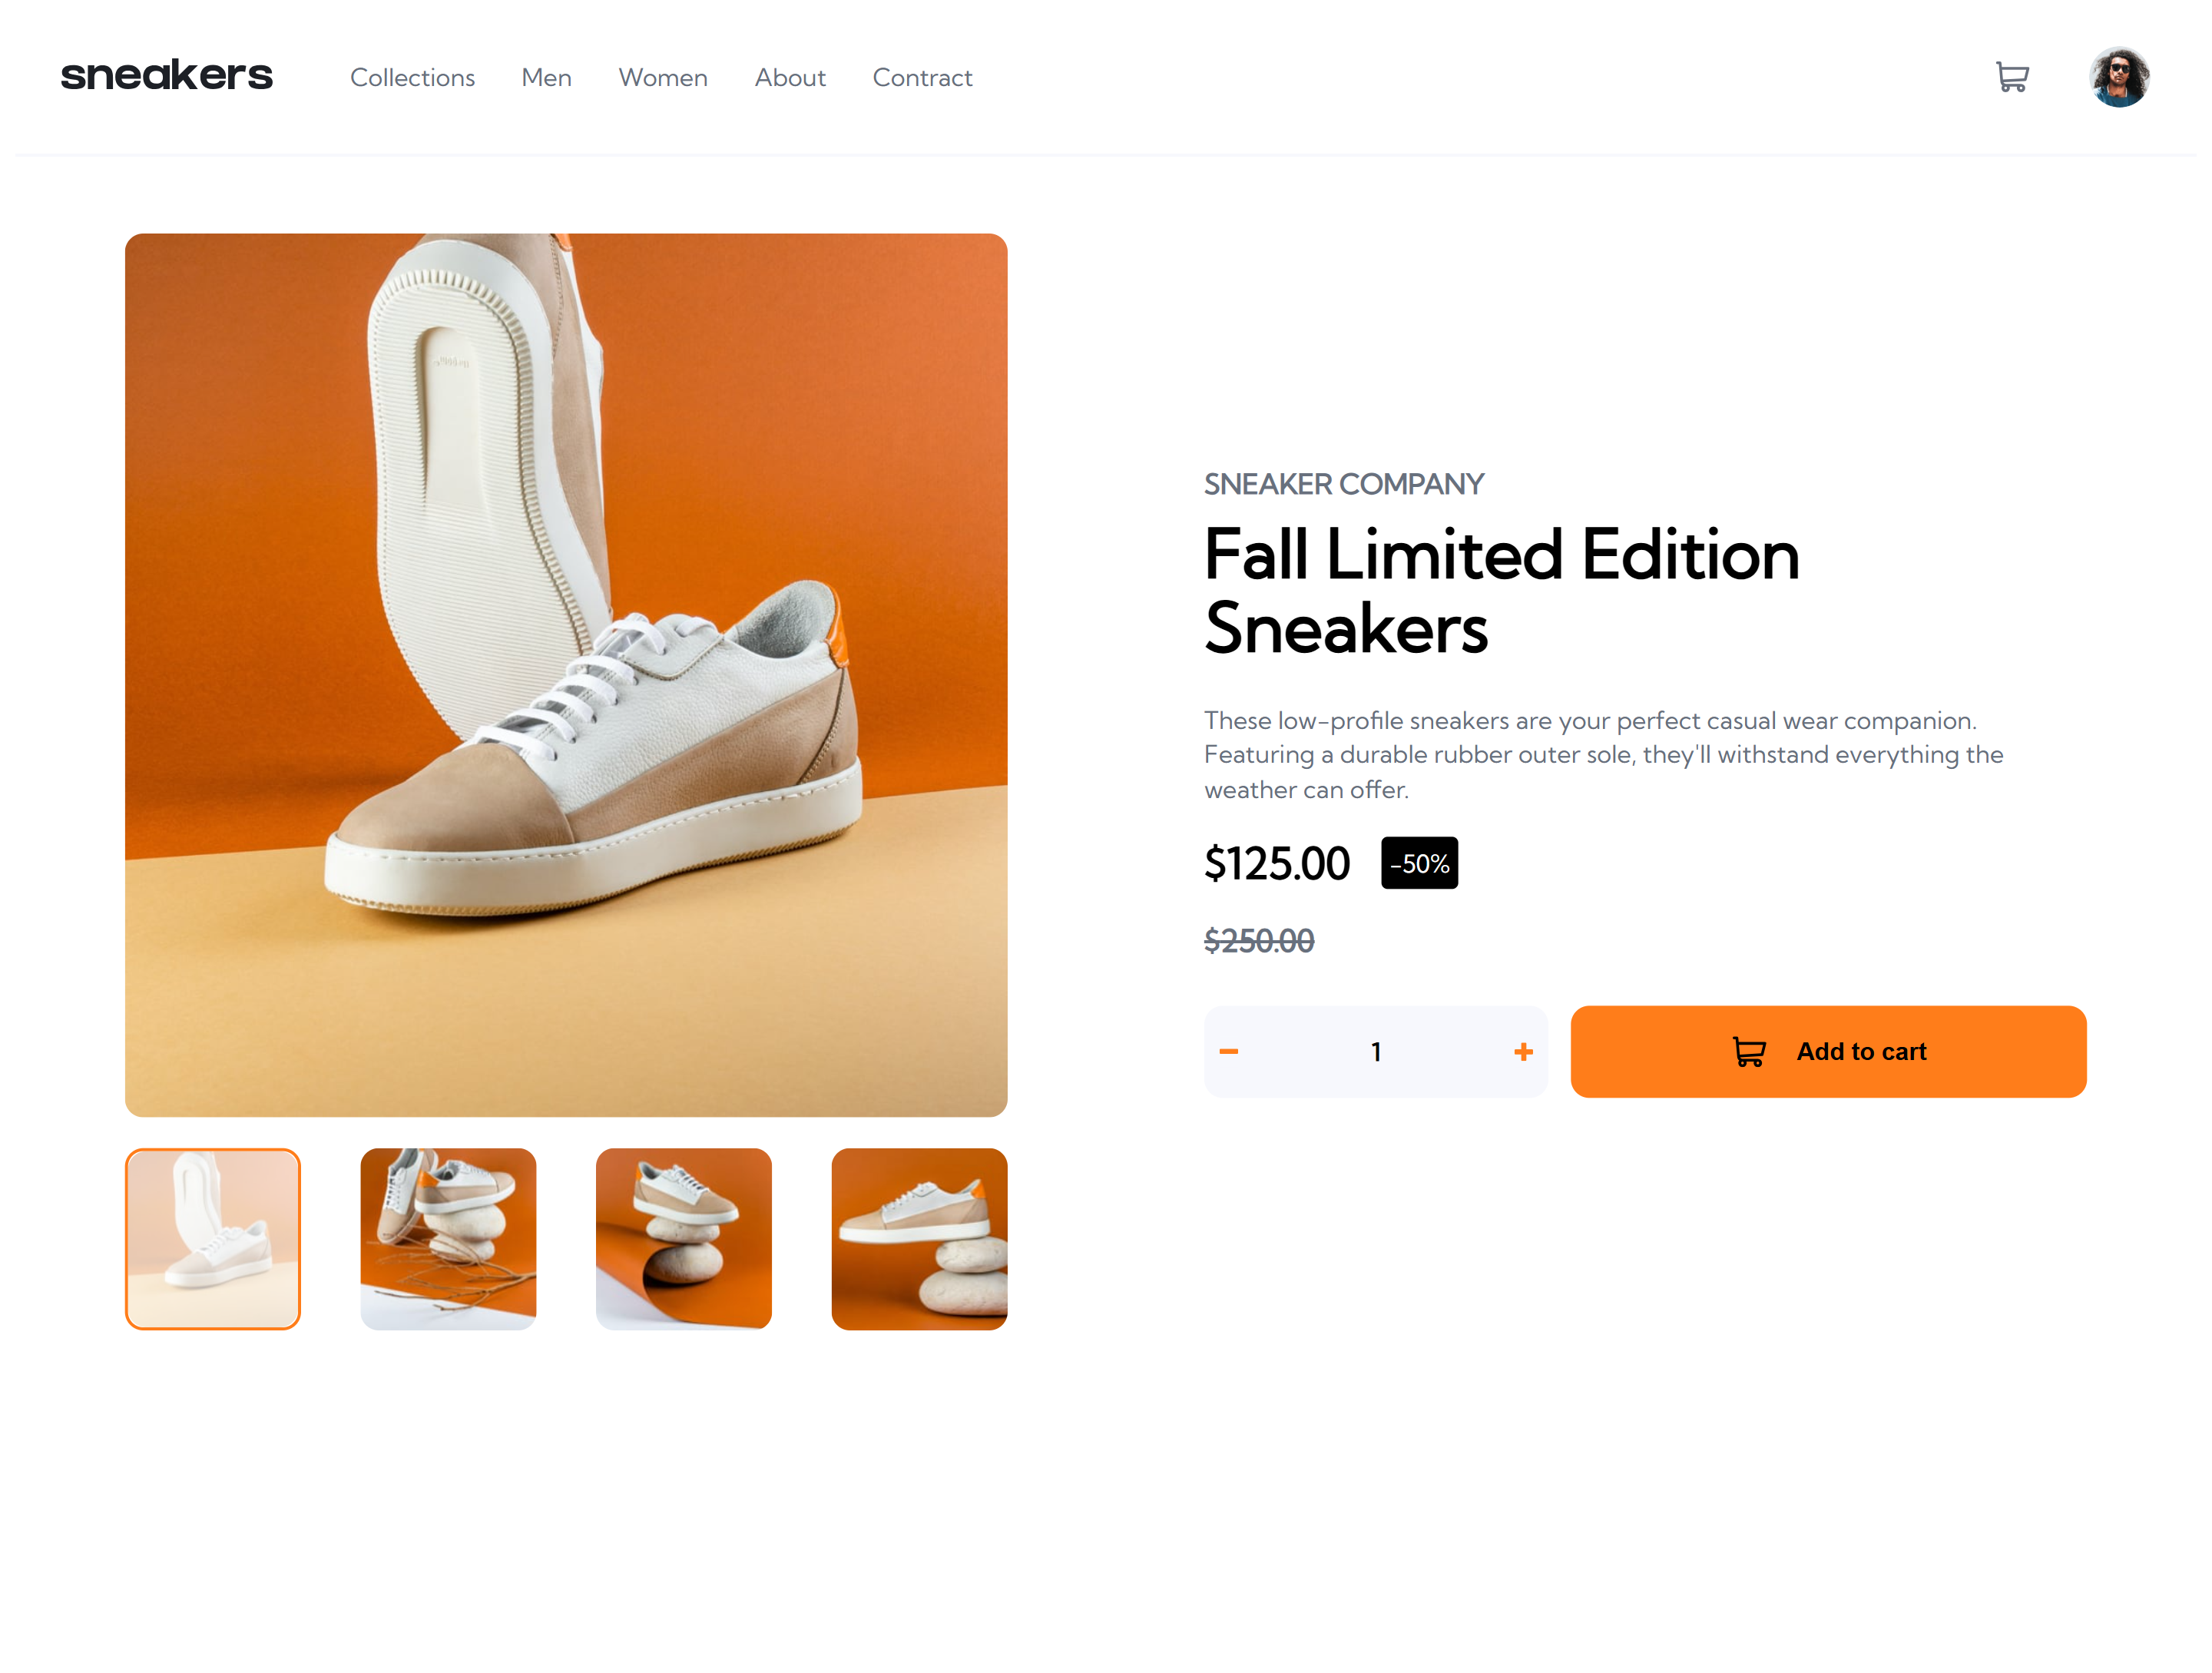 sneakers
Collections
Men
Women
About
Contract
SNEAKER COMPANY
Fall Limited Edition
Sneakers
These low-profile sneakers are your perfect casual wear companion.
Featuring a durable rubber outer sole, they'll withstand everything the
weather can offer.
$125.00
-50%
$250.00
1
Add to cart